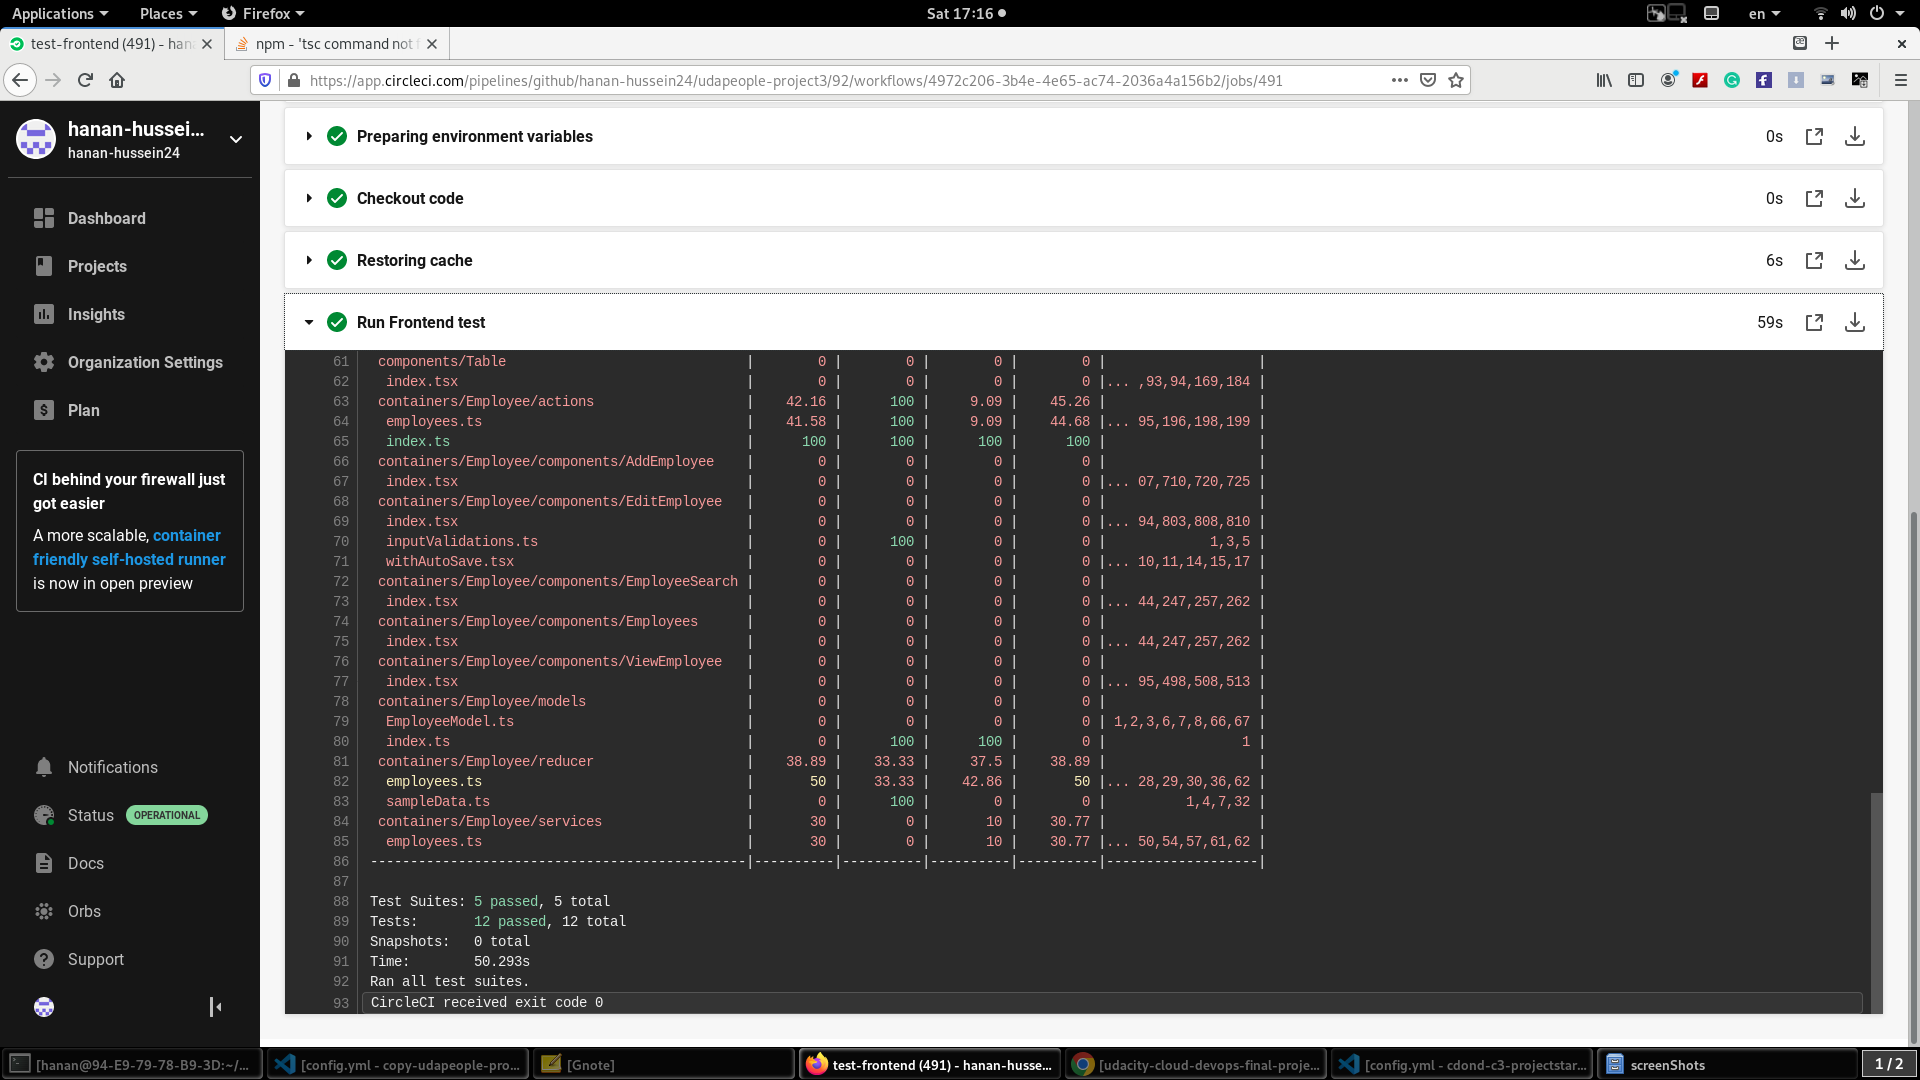 Applications Places Firefox Sat 17:16 en
test-frontend (491) - han npm - 'tsc command not f
https://app.circleci.com/pipelines/github/hanan-hussein24/udapeople-project3/92/workflows/4972c206-3b4e-4e65-ac74-2036a4a156b2/jobs/491
hanan-hussei...
hanan-hussein24
Dashboard
Projects
Insights
Organization Settings
Plan
CI behind your firewall just
got easier
A more scalable, container
friendly self-hosted runner
is now in open preview
Notifications
Status OPERATIONAL
Docs
Orbs
Support
Preparing environment variables 0s
Checkout code 0s
Restoring cache 6s
Run Frontend test 59s
61 components/Table | 0 | 0 | 0 | 0 | |
62 index.tsx | 0 | 0 | 0 | 0 |... ,93,94,169,184 |
63 containers/Employee/actions | 42.16 | 100 | 9.09 | 45.26 | |
64 employees.ts | 41.58 | 100 | 9.09 | 44.68 |... 95,196,198,199 |
65 index.ts | 100 | 100 | 100 | 100 | |
66 containers/Employee/components/AddEmployee | 0 | 0 | 0 | 0 | |
67 index.tsx | 0 | 0 | 0 | 0 |... 07,710,720,725 |
68 containers/Employee/components/EditEmployee | 0 | 0 | 0 | 0 | |
69 index.tsx | 0 | 0 | 0 | 0 |... 94,803,808,810 |
70 inputValidations.ts | 0 | 100 | 0 | 0 | 1,3,5 |
71 withAutoSave.tsx | 0 | 0 | 0 | 0 |... 10,11,14,15,17 |
72 containers/Employee/components/EmployeeSearch | 0 | 0 | 0 | 0 | |
73 index.tsx | 0 | 0 | 0 | 0 |... 44,247,257,262 |
74 containers/Employee/components/Employees | 0 | 0 | 0 | 0 | |
75 index.tsx | 0 | 0 | 0 | 0 |... 44,247,257,262 |
76 containers/Employee/components/ViewEmployee | 0 | 0 | 0 | 0 | |
77 index.tsx | 0 | 0 | 0 | 0 |... 95,498,508,513 |
78 containers/Employee/models | 0 | 0 | 0 | 0 | |
79 EmployeeModel.ts | 0 | 0 | 0 | 0 | 1,2,3,6,7,8,66,67 |
80 index.ts | 0 | 100 | 100 | 0 | 1 |
81 containers/Employee/reducer | 38.89 | 33.33 | 37.5 | 38.89 | |
82 employees.ts | 50 | 33.33 | 42.86 | 50 |... 28,29,30,36,62 |
83 sampleData.ts | 0 | 100 | 0 | 0 | 1,4,7,32 |
84 containers/Employee/services | 30 | 0 | 10 | 30.77 | |
85 employees.ts | 30 | 0 | 10 | 30.77 |... 50,54,57,61,62 |
86 -----------------------------------------------|----------|----------|----------|----------|-------------------|
87
88 Test Suites: 5 passed, 5 total
89 Tests: 12 passed, 12 total
90 Snapshots: 0 total
91 Time: 50.293s
92 Ran all test suites.
93 CircleCI received exit code 0
[hanan@94-E9-79-78-B9-3D:~/... [config.yml - copy-udapeople-pro... [Gnote] test-frontend (491) - hanan-husse... [udacity-cloud-devops-final-proje... [config.yml - cdond-c3-projectstar... screenShots 1 / 2